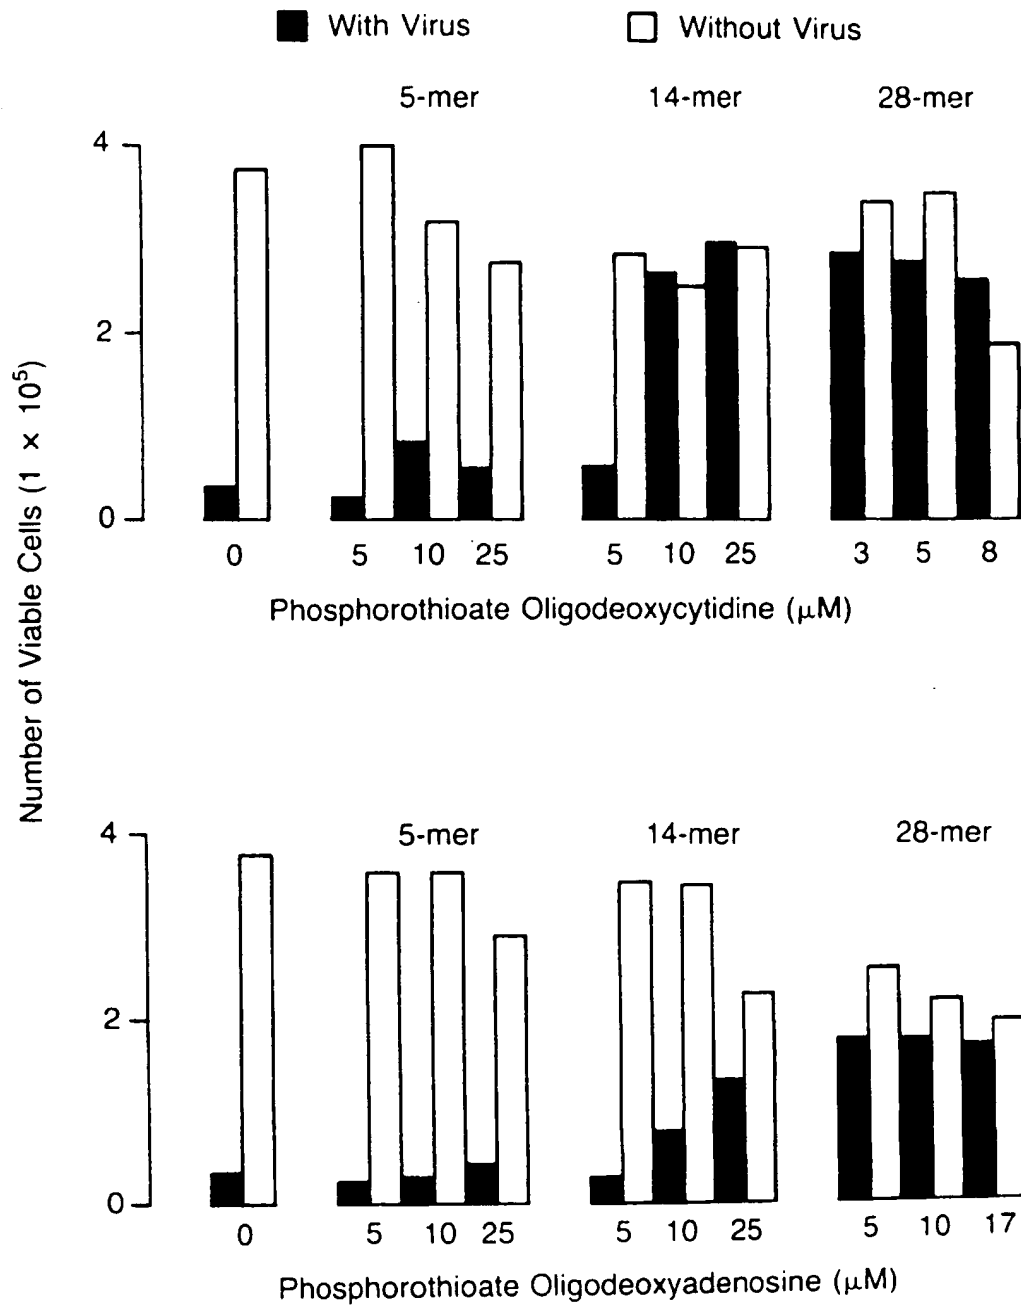 With Virus Without Virus
5-mer 14-mer 28-mer
4
2
0
0 5 10 25 5 10 25 3 5 8
Phosphorothioate Oligodeoxycytidine (μM)
Number of Viable Cells (1 × 10⁵)
5-mer 14-mer 28-mer
4
2
0
0 5 10 25 5 10 25 5 10 17
Phosphorothioate Oligodeoxyadenosine (μM)